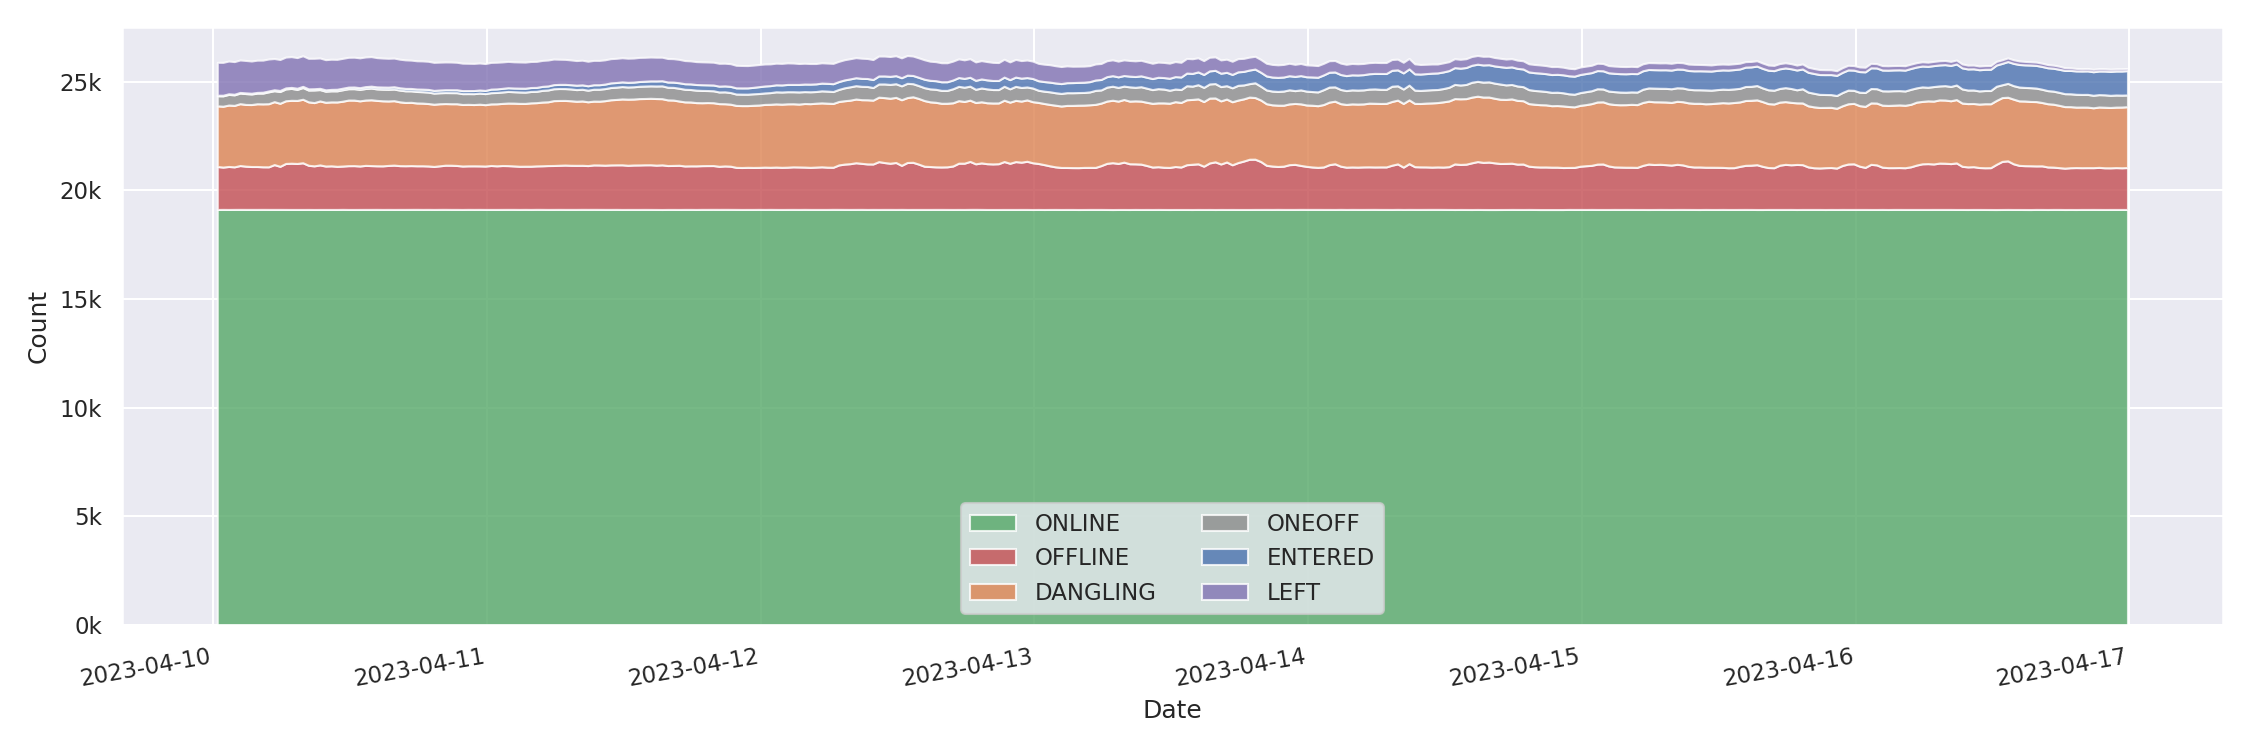 25k
20k
15k
10k
5k
0k
Count
ONLINE
OFFLINE
DANGLING
ONEOFF
ENTERED
LEFT
2023-04-10
2023-04-11
2023-04-12
2023-04-13
2023-04-14
2023-04-15
2023-04-16
2023-04-17
Date